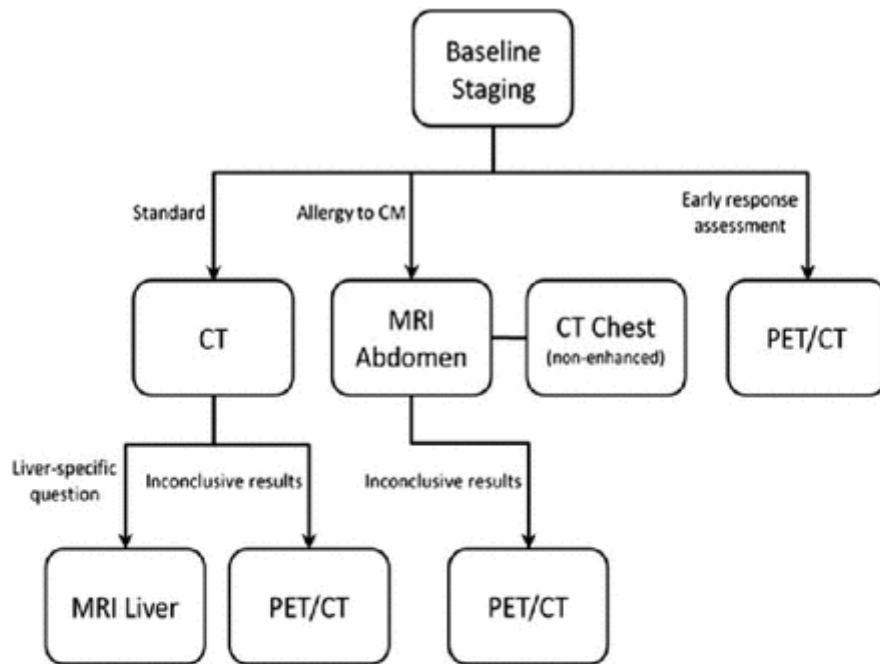 Baseline
Staging
Standard
Allergy to CM
Early response
assessment
CT
MRI
Abdomen
CT Chest
(non-enhanced)
PET/CT
Liver-specific
question
Inconclusive results
Inconclusive results
MRI Liver
PET/CT
PET/CT